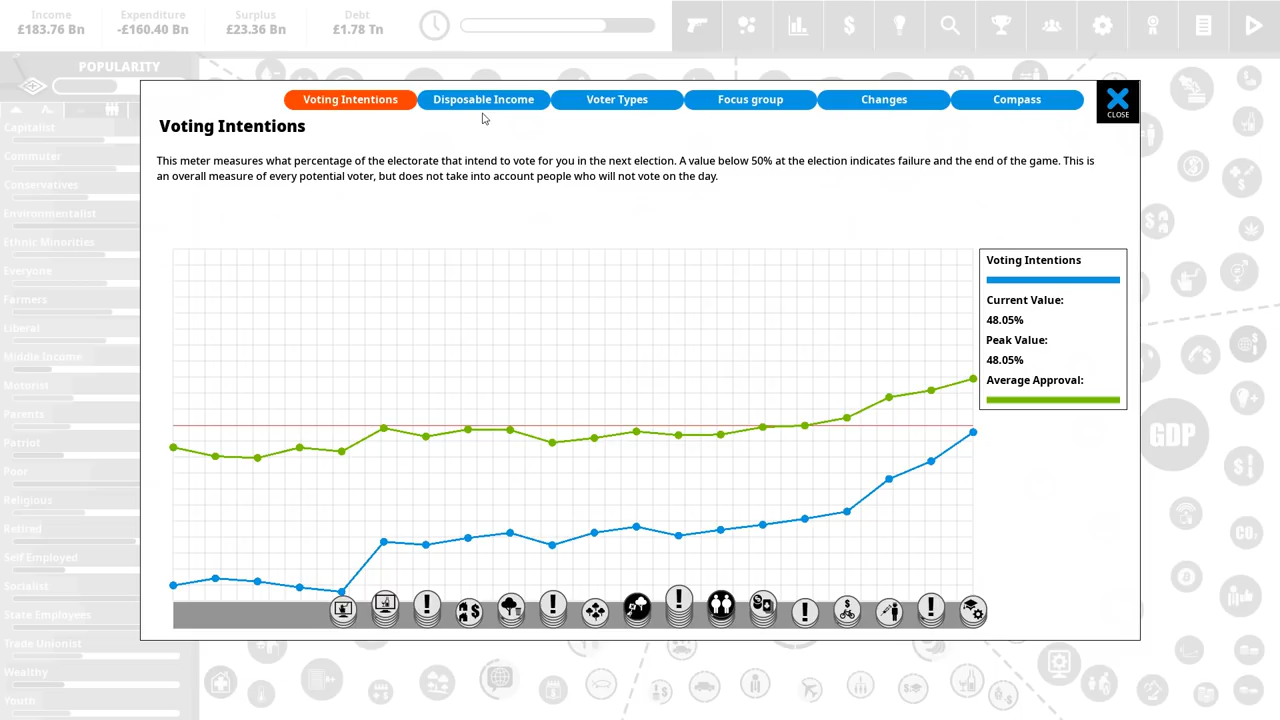 Income
£183.76 Bn
Expenditure
-£160.40 Bn
Surplus
£23.36 Bn
Debt
£1.78 Tn
POPULARITY
Voting Intentions
Disposable Income
Voter Types
Focus group
Changes
Compass
CLOSE
Voting Intentions
This meter measures what percentage of the electorate that intend to vote for you in the next election. A value below 50% at the election indicates failure and the end of the game. This is
an overall measure of every potential voter, but does not take into account people who will not vote on the day.
Voting Intentions
Current Value:
48.05%
Peak Value:
48.05%
Average Approval:
Capitalist
Commuter
Conservatives
Environmentalist
Ethnic Minorities
Everyone
Farmers
Liberal
Middle Income
Motorist
Parents
Patriot
Poor
Religious
Retired
Self Employed
Socialist
State Employees
Trade Unionist
Wealthy
Youth
GDP
CO₂